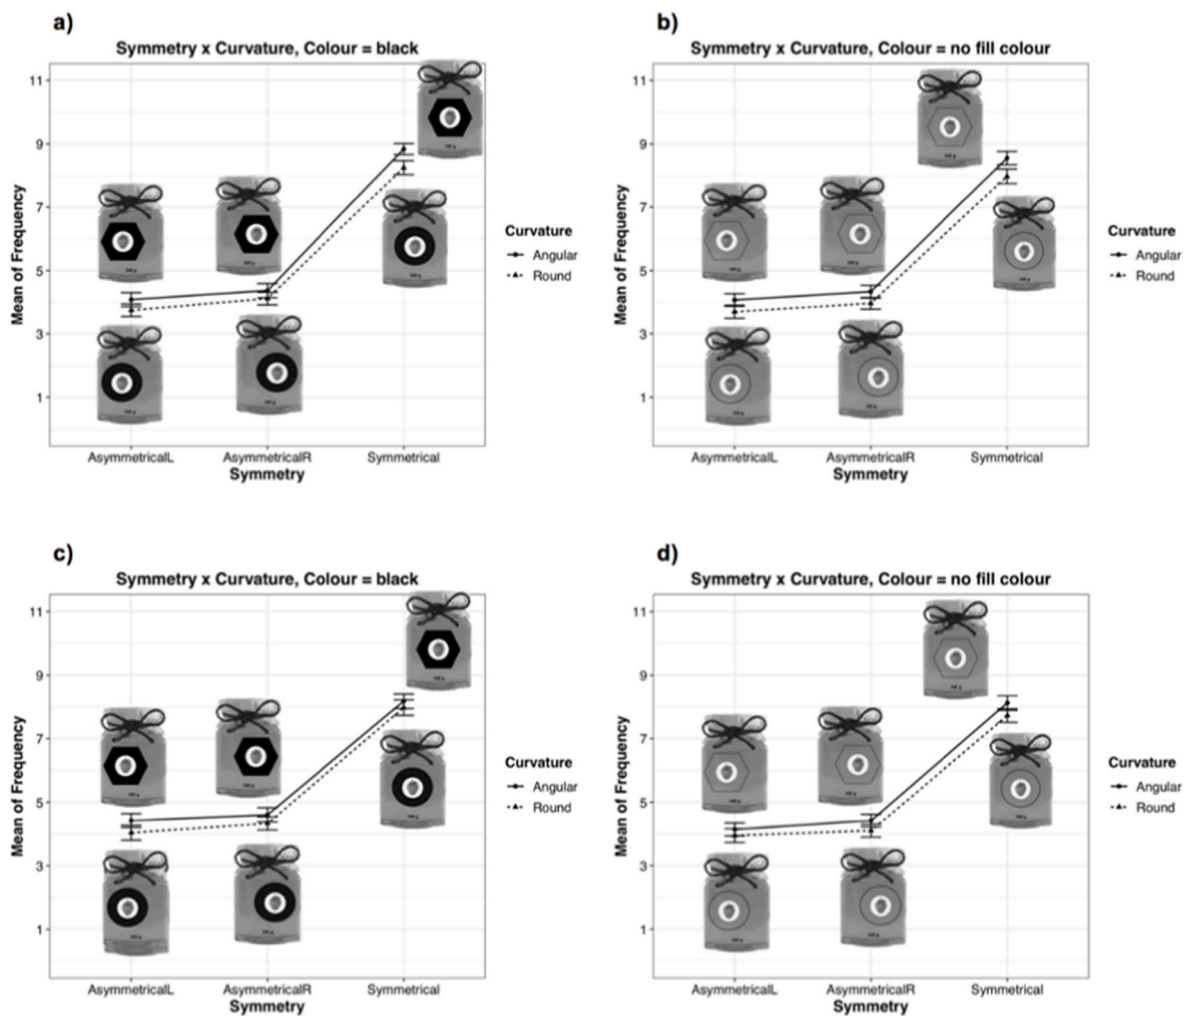 a)
Symmetry x Curvature, Colour = black
11
9
7
5
3
1
Mean of Frequency
AsymmetricalL AsymmetricalR Symmetrical
Symmetry
Curvature
Angular
Round
b)
Symmetry x Curvature, Colour = no fill colour
11
9
7
5
3
1
Mean of Frequency
AsymmetricalL AsymmetricalR Symmetrical
Symmetry
Curvature
Angular
Round
c)
Symmetry x Curvature, Colour = black
11
9
7
5
3
1
Mean of Frequency
AsymmetricalL AsymmetricalR Symmetrical
Symmetry
Curvature
Angular
Round
d)
Symmetry x Curvature, Colour = no fill colour
11
9
7
5
3
1
Mean of Frequency
AsymmetricalL AsymmetricalR Symmetrical
Symmetry
Curvature
Angular
Round